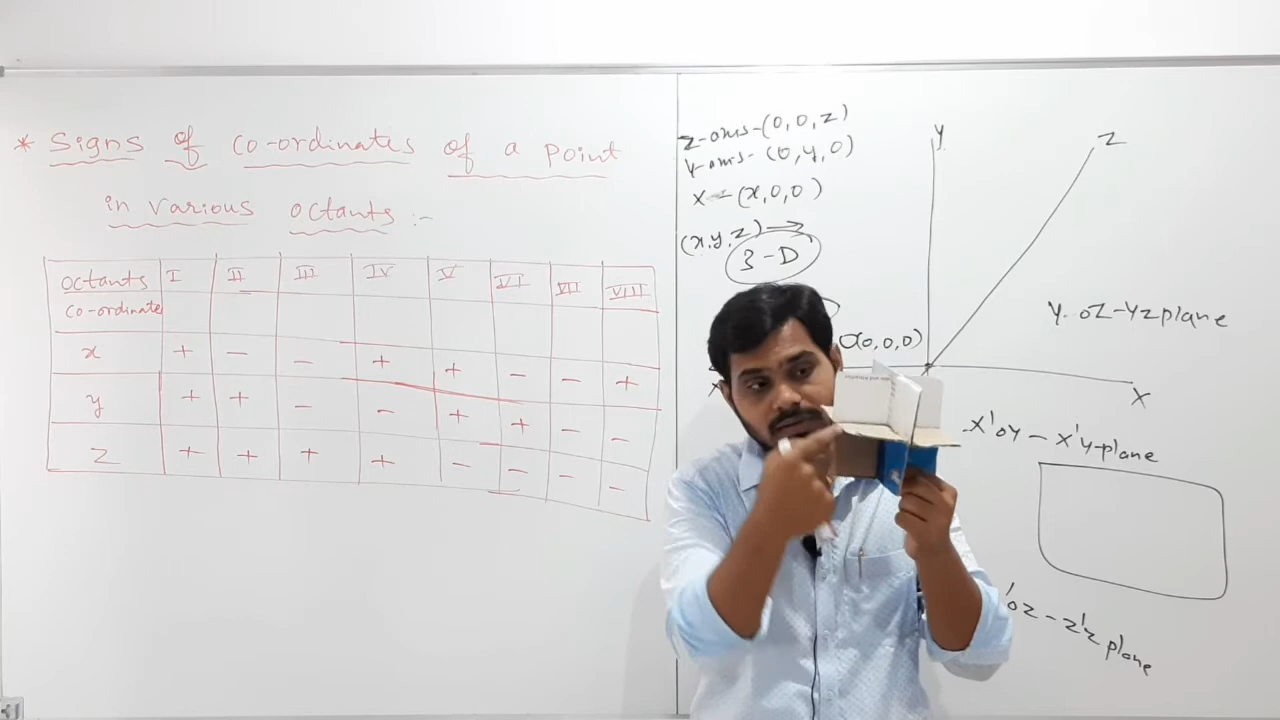 * Signs of co-ordinates of a point
in various octants :-
octants I II III IV V VI VII VIII
co-ordinate
x + - - + + - - +
y + + - - + + - -
z + + + + - - - -
z-axis-(0,0,z)
Y-axis- (0,y,0)
X - (x,0,0)
(x,y,z) →
3-D
Y
Z
Y OZ-YZ plane
O(0,0,0)
X
X'OY - X'Y-plane
'OZ - Z'Z plane